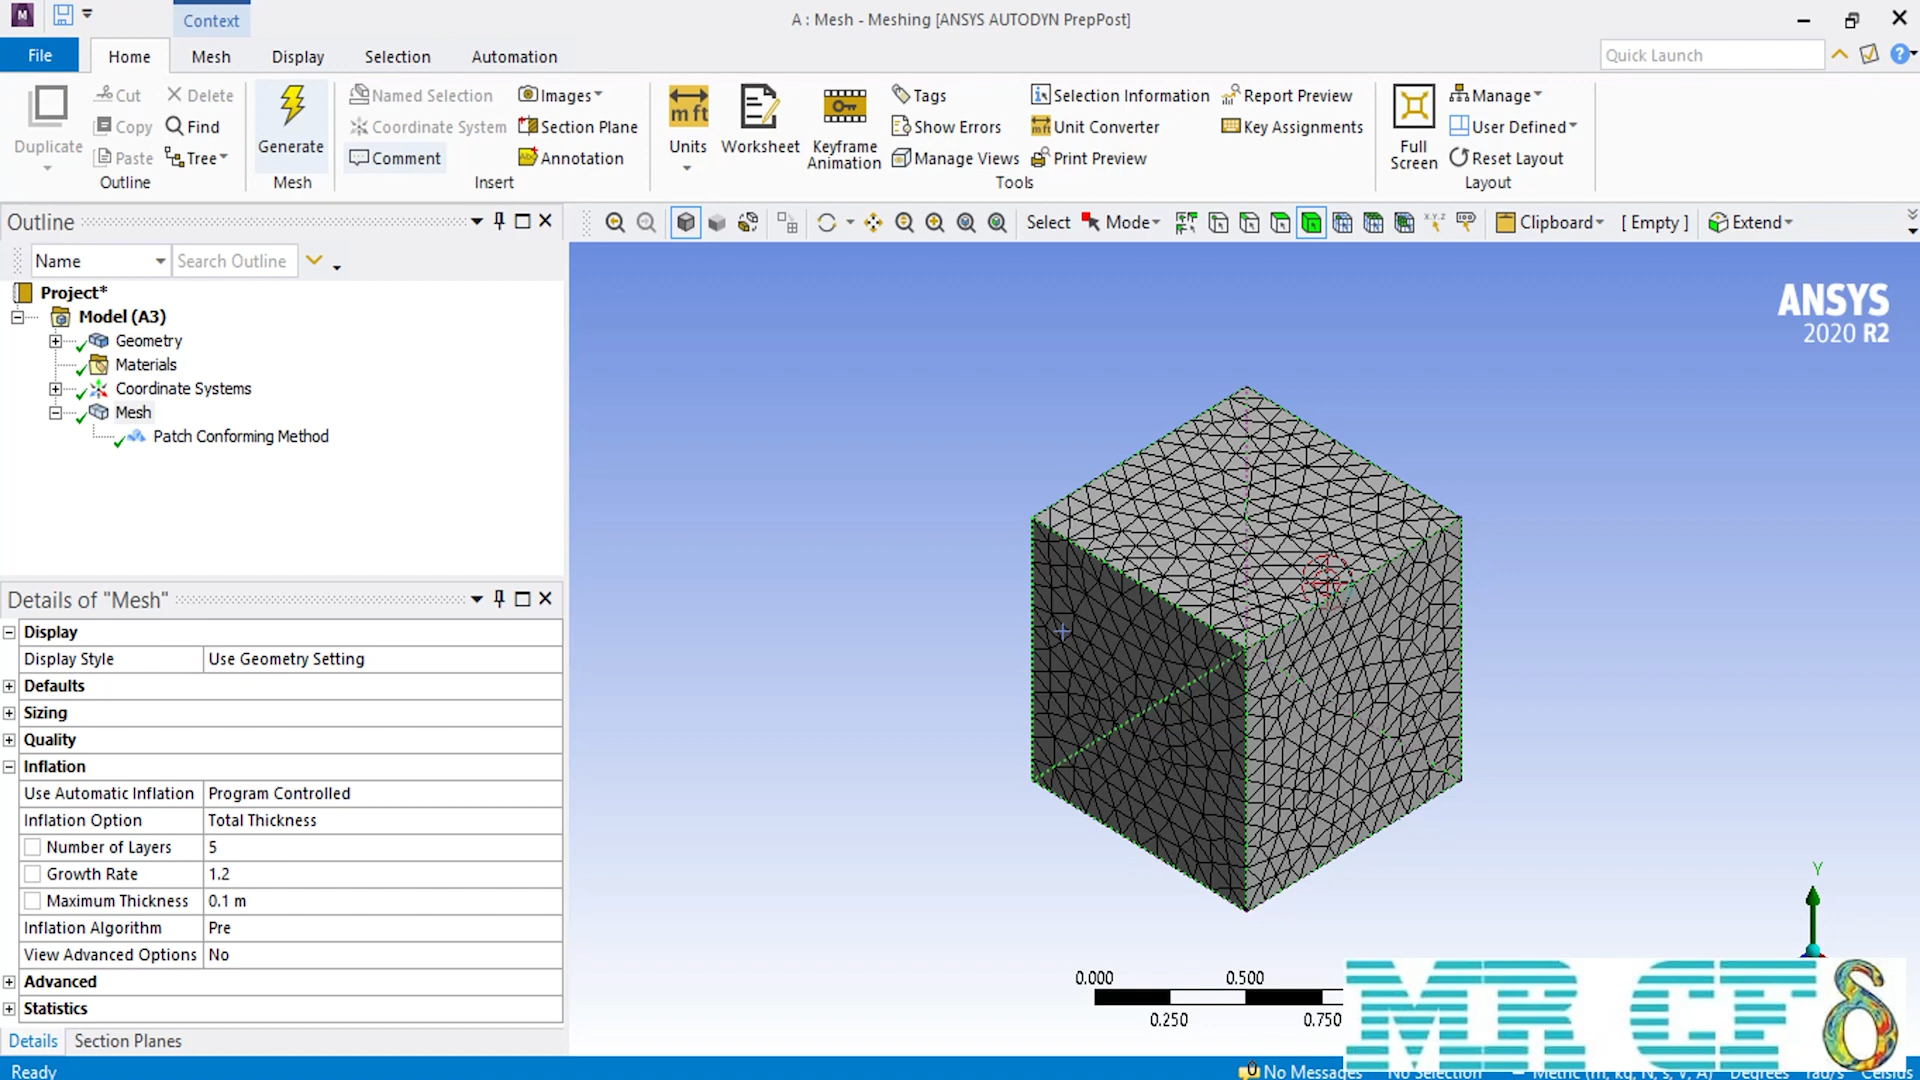 Context
A : Mesh - Meshing [ANSYS AUTODYN PrepPost]
File Home Mesh Display Selection Automation
Quick Launch
Duplicate
Cut
Copy
Paste
Delete
Find
Tree
Outline
Generate
Mesh
Named Selection
Coordinate System
Comment
Images
Section Plane
Annotation
Insert
mft
Units
Worksheet
Keyframe
Animation
Tags
Show Errors
Manage Views
Selection Information
Unit Converter
Print Preview
Report Preview
Key Assignments
Tools
Full
Screen
Manage
User Defined
Reset Layout
Layout
Outline
Name Search Outline
Project*
Model (A3)
Geometry
Materials
Coordinate Systems
Mesh
Patch Conforming Method
Select Mode Clipboard [ Empty ] Extend
Details of "Mesh"
Display
Display Style Use Geometry Setting
Defaults
Sizing
Quality
Inflation
Use Automatic Inflation Program Controlled
Inflation Option Total Thickness
Number of Layers 5
Growth Rate 1.2
Maximum Thickness 0.1 m
Inflation Algorithm Pre
View Advanced Options No
Advanced
Statistics
Details Section Planes
ANSYS
2020 R2
Y
0.000 0.500
0.250 0.750
MR CFδ
Ready
0 No Messages No Selection Metric (m, kg, N, s, V, A) Degrees rad/s Celsius